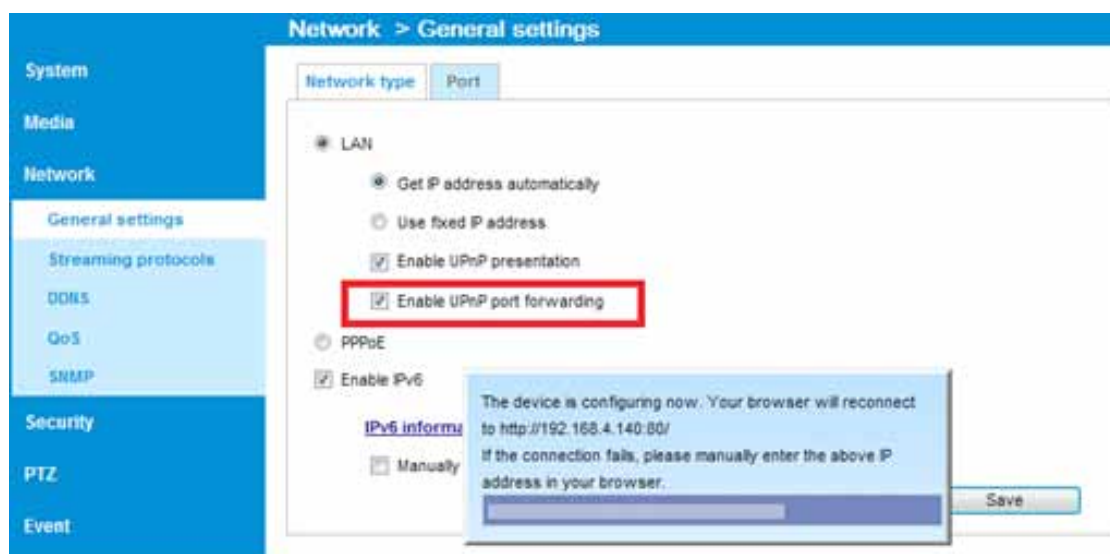 Network > General settings
System
Media
Network
General settings
Streaming protocols
DDNS
QoS
SNMP
Security
PTZ
Event
Network type
Port
LAN
Get IP address automatically
Use fixed IP address
Enable UPnP presentation
Enable UPnP port forwarding
PPPoE
Enable IPv6
IPv6 informa
Manually
The device is configuring now. Your browser will reconnect
to http://192.168.4.140:80/
If the connection fails, please manually enter the above IP
address in your browser.
Save